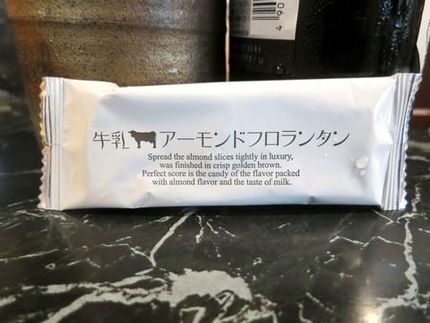 牛乳アーモンドフロランタン
Spread the almond slices tightly in luxury,
was finished in crisp golden brown.
Perfect score is the candy of the flavor packed
with almond flavor and the taste of milk.
4 90